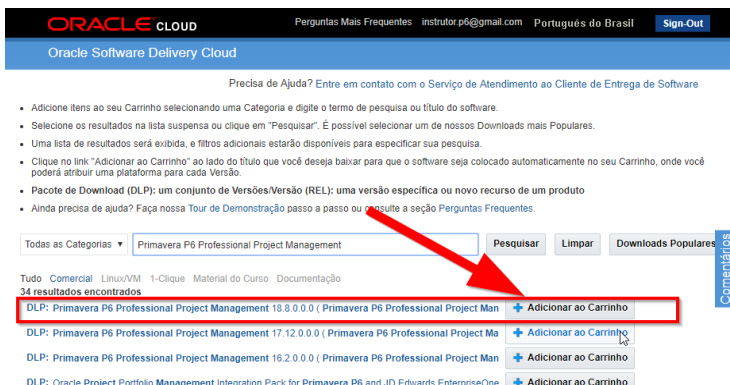 ORACLE CLOUD
Perguntas Mais Frequentes instrutor.p6@gmail.com Português do Brasil Sign-Out
Oracle Software Delivery Cloud
Precisa de Ajuda? Entre em contato com o Serviço de Atendimento ao Cliente de Entrega de Software
Adicione itens ao seu Carrinho selecionando uma Categoria e digite o termo de pesquisa ou título do software.
Selecione os resultados na lista suspensa ou clique em "Pesquisar". É possível selecionar um de nossos Downloads mais Populares.
Uma lista de resultados será exibida, e filtros adicionais estarão disponíveis para especificar sua pesquisa.
Clique no link "Adicionar ao Carrinho" ao lado do título que você deseja baixar para que o software seja colocado automaticamente no seu Carrinho, onde você
poderá atribuir uma plataforma para cada Versão.
Pacote de Download (DLP): um conjunto de Versões/Versão (REL): uma versão específica ou novo recurso de um produto
Ainda precisa de ajuda? Faça nossa Tour de Demonstração passo a passo ou consulte a seção Perguntas Frequentes.
Todas as Categorias Primavera P6 Professional Project Management Pesquisar Limpar Downloads Populares
Comentários
Tudo Comercial Linux/VM 1-Clique Material do Curso Documentação
34 resultados encontrados
DLP: Primavera P6 Professional Project Management 18.8.0.0.0 ( Primavera P6 Professional Project Man Adicionar ao Carrinho
DLP: Primavera P6 Professional Project Management 17.12.0.0.0 ( Primavera P6 Professional Project Ma Adicionar ao Carrinho
DLP: Primavera P6 Professional Project Management 16.2.0.0.0 ( Primavera P6 Professional Project Man Adicionar ao Carrinho
DLP: Oracle Project Portfolio Management Integration Pack for Primavera P6 and JD Edwards EnterpriseOne Adicionar ao Carrinho